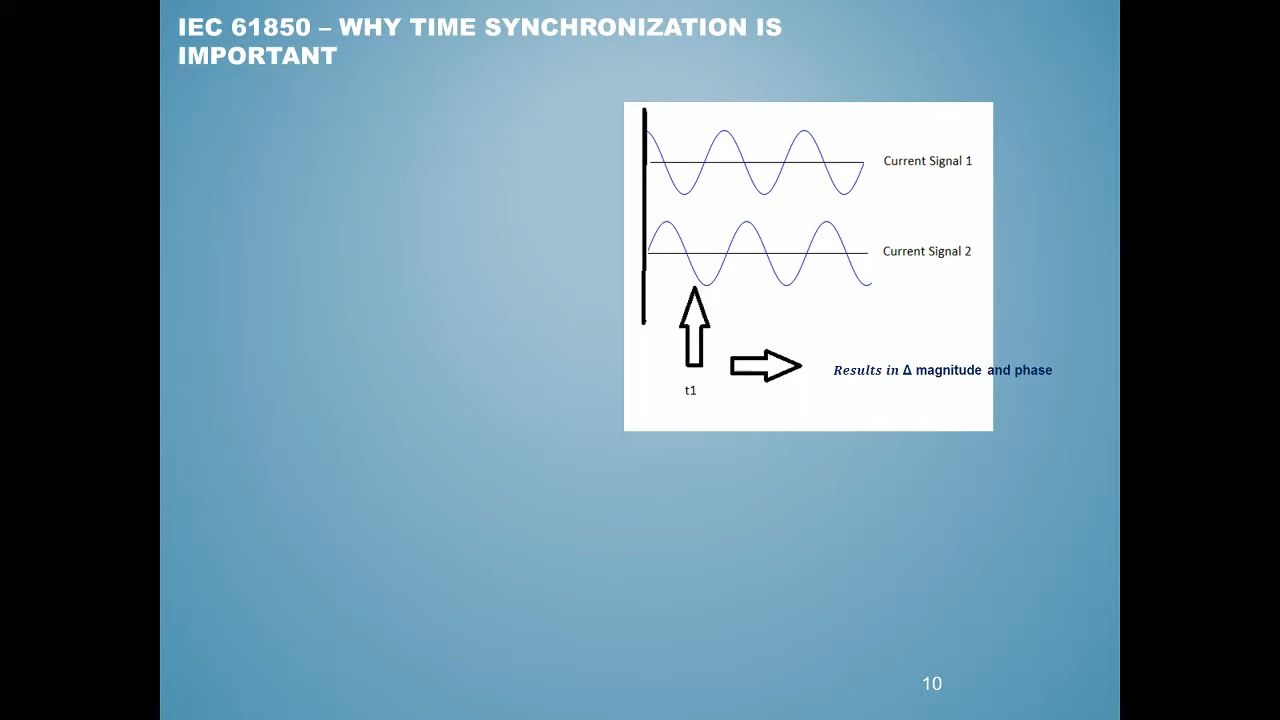 IEC 61850 – WHY TIME SYNCHRONIZATION IS
IMPORTANT
Current Signal 1
Current Signal 2
Results in Δ magnitude and phase
t1
10